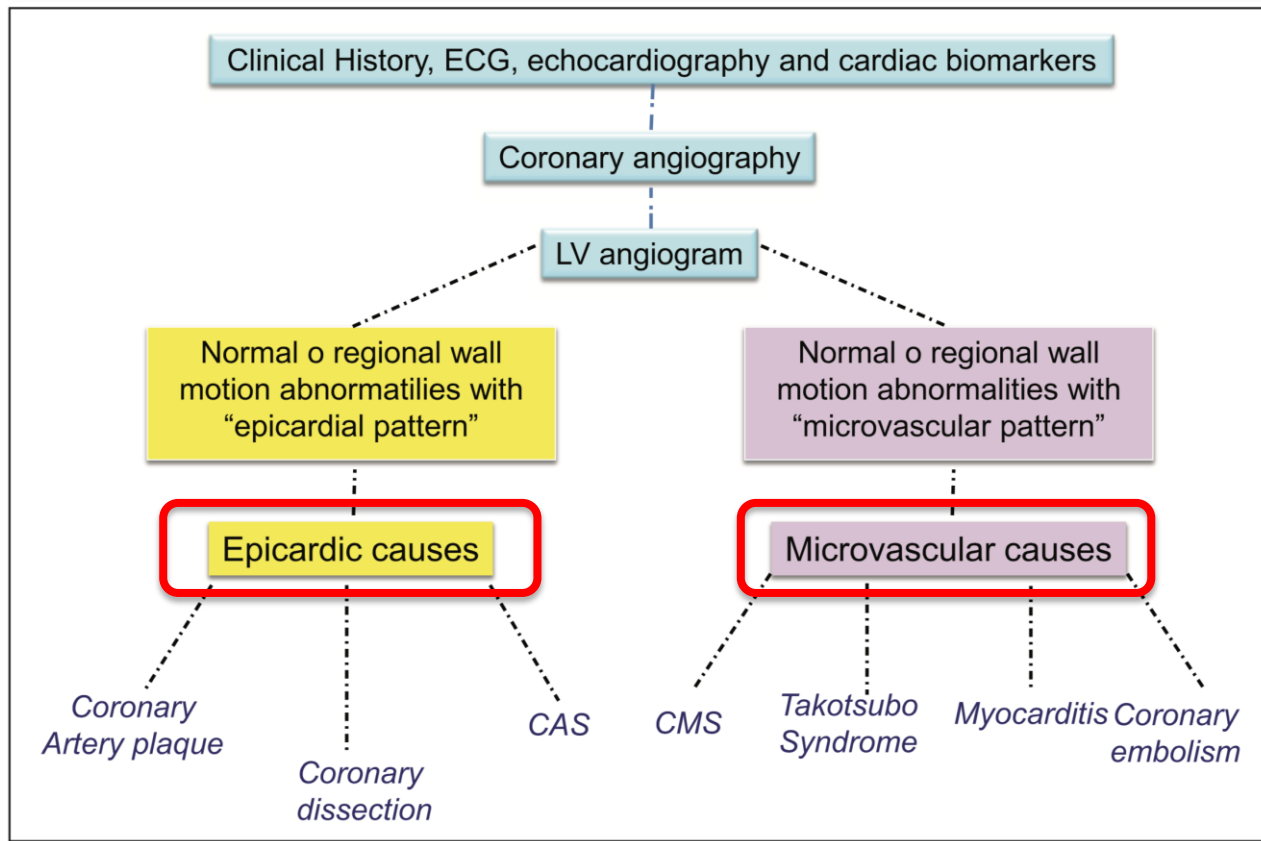 Clinical History, ECG, echocardiography and cardiac biomarkers
Coronary angiography
LV angiogram
Normal o regional wall
motion abnormatilies with
“epicardial pattern”
Normal o regional wall
motion abnormalities with
“microvascular pattern”
Epicardic causes
Microvascular causes
Coronary
Artery plaque
Coronary
dissection
CAS
CMS
Takotsubo
Syndrome
Myocarditis
Coronary
embolism